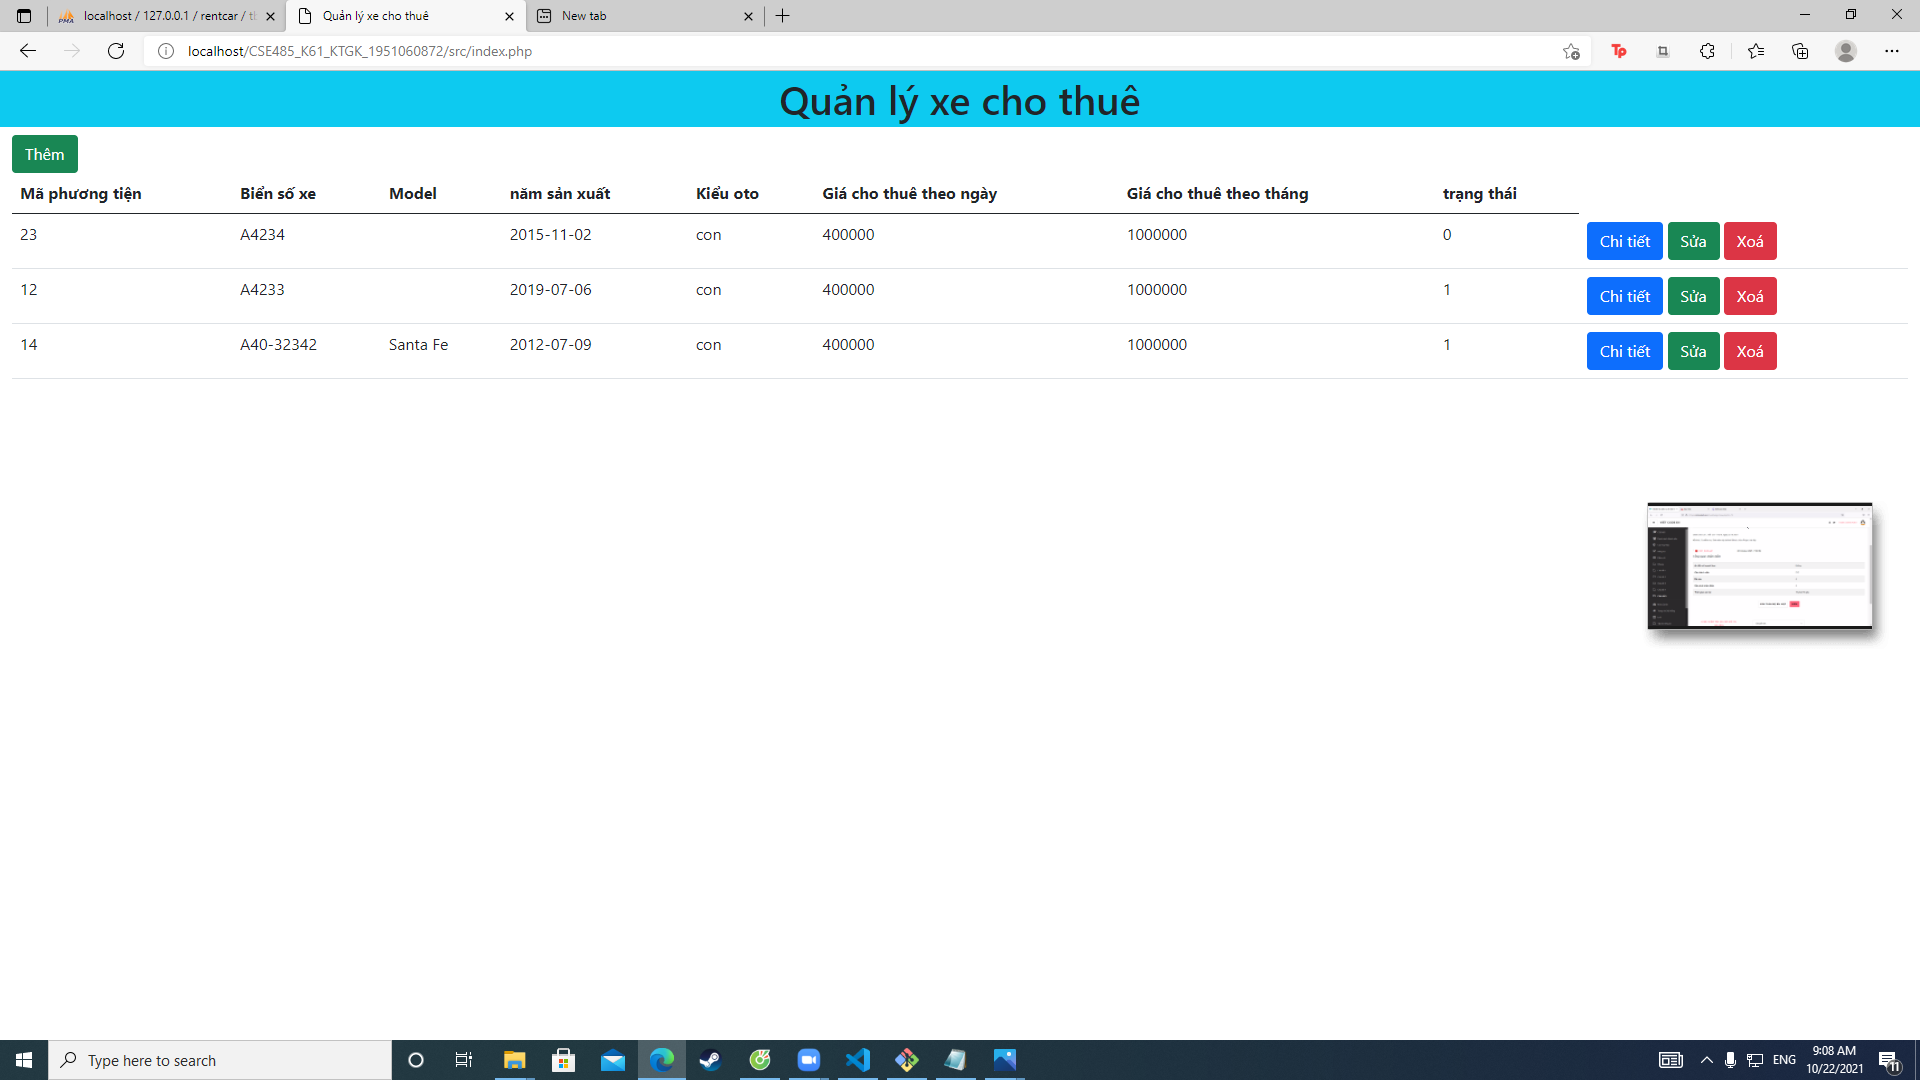 localhost / 127.0.0.1 / rentcar / tb
Quản lý xe cho thuê
New tab
localhost/CSE485_K61_KTGK_1951060872/src/index.php
Quản lý xe cho thuê
Thêm
Mã phương tiện Biển số xe Model năm sản xuất Kiểu oto Giá cho thuê theo ngày Giá cho thuê theo tháng trạng thái
23 A4234 2015-11-02 con 400000 1000000 0 Chi tiết Sửa Xoá
12 A4233 2019-07-06 con 400000 1000000 1 Chi tiết Sửa Xoá
14 A40-32342 Santa Fe 2012-07-09 con 400000 1000000 1 Chi tiết Sửa Xoá
Type here to search
ENG
9:08 AM
10/22/2021
11